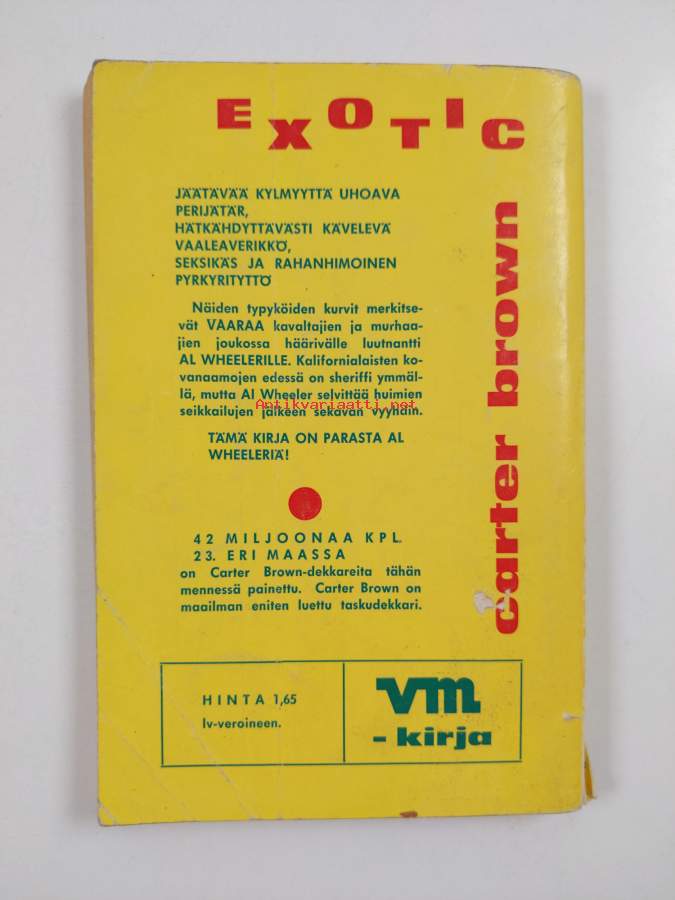 EXOTIC
carter brown
JÄÄTÄVÄÄ KYLMYYTTÄ UHOAVA
PERIJÄTÄR,
HÄTKÄHDYTTÄVÄSTI KÄVELEVÄ
VAALEAVERIKKÖ,
SEKSIKÄS JA RAHANHIMOINEN
PYRKYRITYTTÖ
Näiden typyköiden kurvit merkitse-
vät VAARAA kavaltajien ja murhaa-
jien joukossa häärivälle luutnantti
AL WHEELERILLE. Kalifornialaisten ko-
vanaamojen edessä on sheriffi ymmäl-
lä, mutta Al Wheeler selvittää huimien
seikkailujen jälkeen sekavan vyyhdin.
Antikvariaatti.net
TÄMÄ KIRJA ON PARASTA AL
WHEELERIÄ!
42 MILJOONAA KPL.
23. ERI MAASSA
on Carter Brown-dekkareita tähän
mennessä painettu. Carter Brown on
maailman eniten luettu taskudekkari.
HINTA 1,65
lv-veroineen.
vm
- kirja